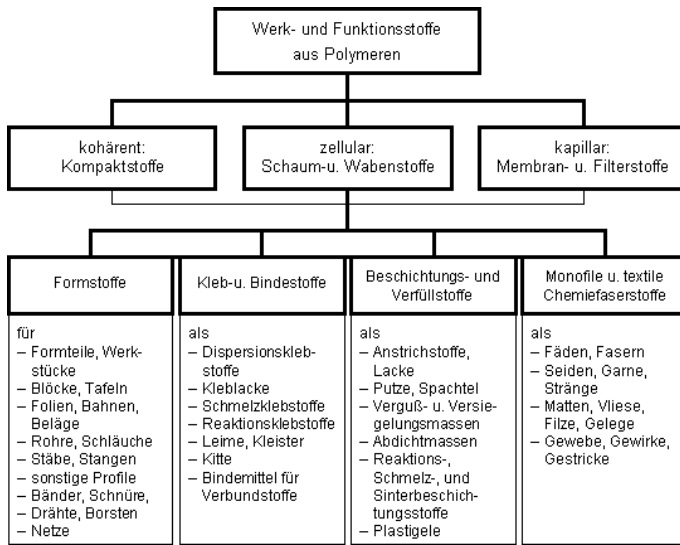 Werk- und Funktionsstoffe
aus Polymeren
kohärent:
Kompaktstoffe
zellular:
Schaum-u. Wabenstoffe
kapillar:
Membran- u. Filterstoffe
Formstoffe
für
– Formteile, Werk-
stücke
– Blöcke, Tafeln
– Folien, Bahnen,
Beläge
– Rohre, Schläuche
– Stäbe, Stangen
– sonstige Profile
– Bänder, Schnüre,
– Drähte, Borsten
– Netze
Kleb-u. Bindestoffe
als
– Dispersionskleb-
stoffe
– Kleblacke
– Schmelzklebstoffe
– Reaktionsklebstoffe
– Leime, Kleister
– Kitte
– Bindemittel für
Verbundstoffe
Beschichtungs- und
Verfüllstoffe
als
– Anstrichstoffe,
Lacke
– Putze, Spachtel
– Verguß- u. Versie-
gelungsmassen
– Abdichtmassen
– Reaktions-,
Schmelz-, und
Sinterbeschich-
tungsstoffe
– Plastigele
Monofile u. textile
Chemiefaserstoffe
als
– Fäden, Fasern
– Seiden, Garne,
Stränge
– Matten, Vliese,
Filze, Gelege
– Gewebe, Gewirke,
Gestricke